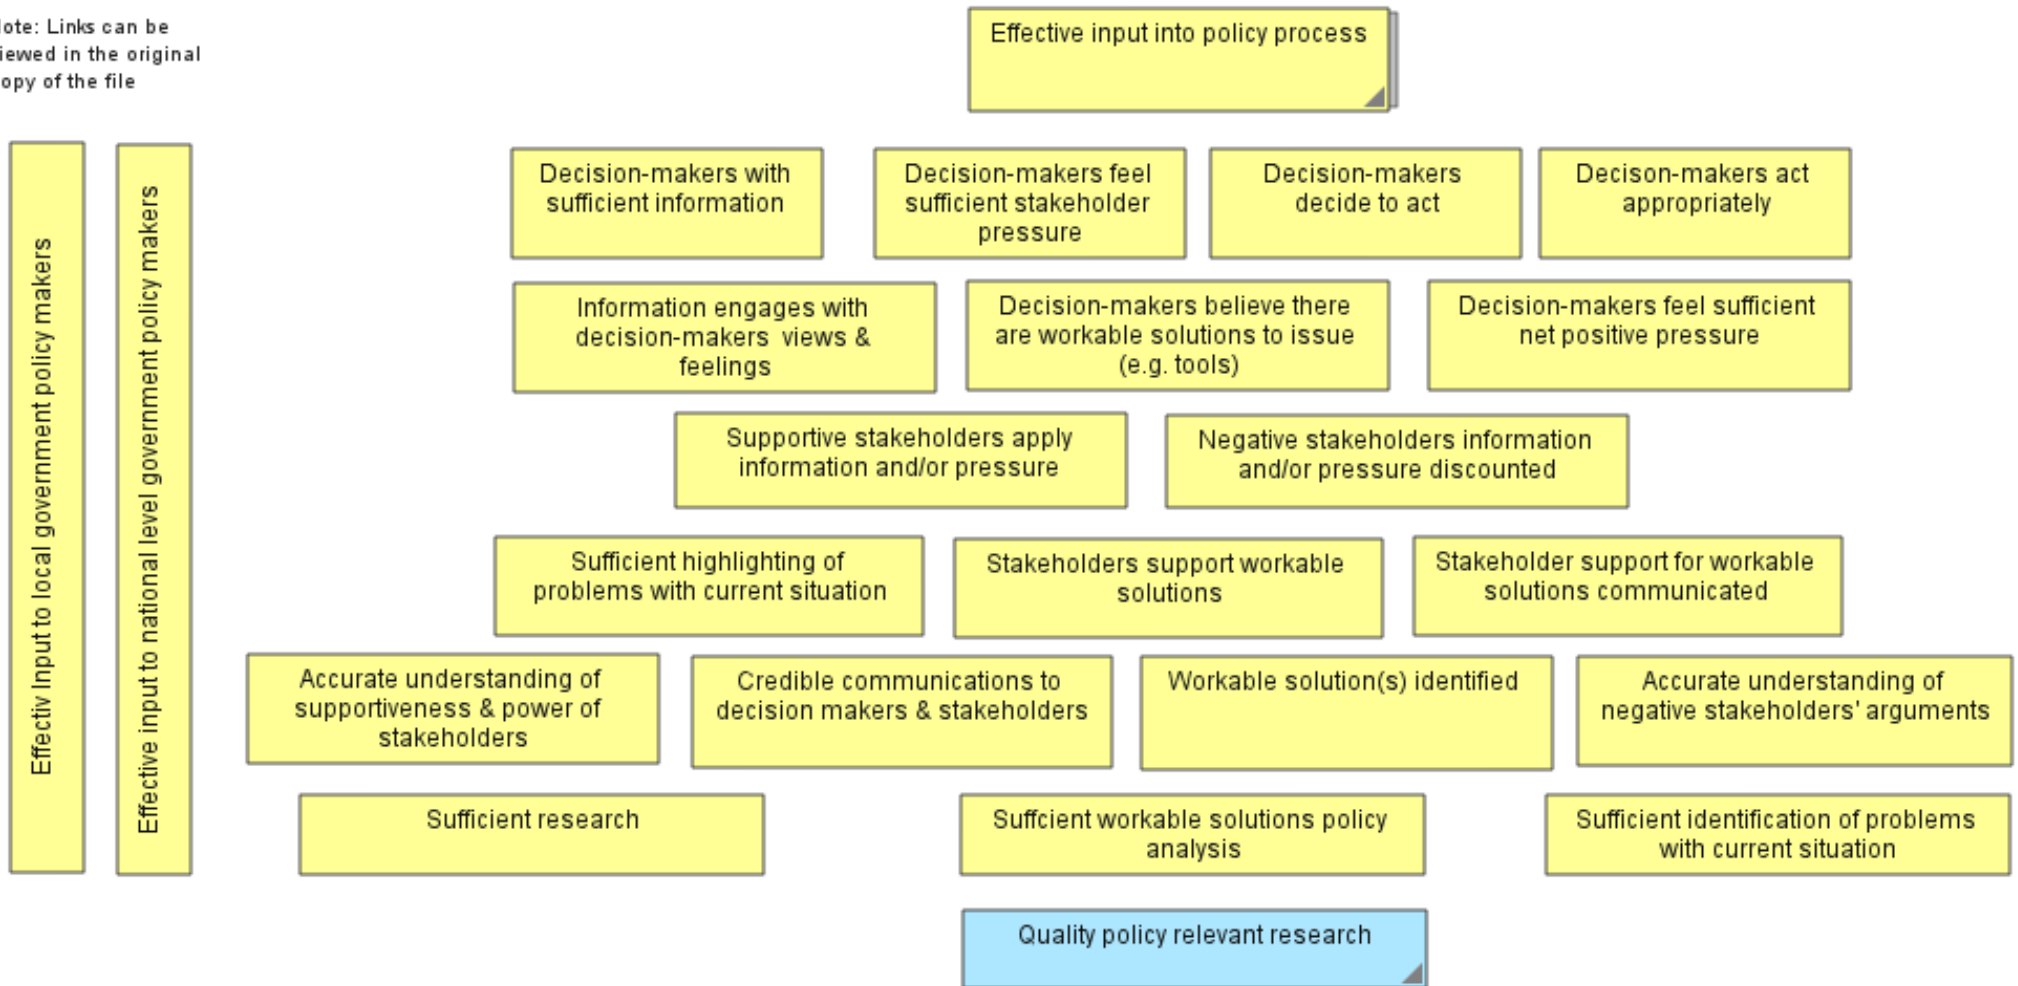 lote: Links can be
iewed in the original
opy of the file
Effective input into policy process
Effectiv Input to local government policy makers
Effective input to national level government policy makers
Decision-makers with
sufficient information
Decision-makers feel
sufficient stakeholder
pressure
Decision-makers
decide to act
Decison-makers act
appropriately
Information engages with
decision-makers views &
feelings
Decision-makers believe there
are workable solutions to issue
(e.g. tools)
Decision-makers feel sufficient
net positive pressure
Supportive stakeholders apply
information and/or pressure
Negative stakeholders information
and/or pressure discounted
Sufficient highlighting of
problems with current situation
Stakeholders support workable
solutions
Stakeholder support for workable
solutions communicated
Accurate understanding of
supportiveness & power of
stakeholders
Credible communications to
decision makers & stakeholders
Workable solution(s) identified
Accurate understanding of
negative stakeholders' arguments
Sufficient research
Suffcient workable solutions policy
analysis
Sufficient identification of problems
with current situation
Quality policy relevant research